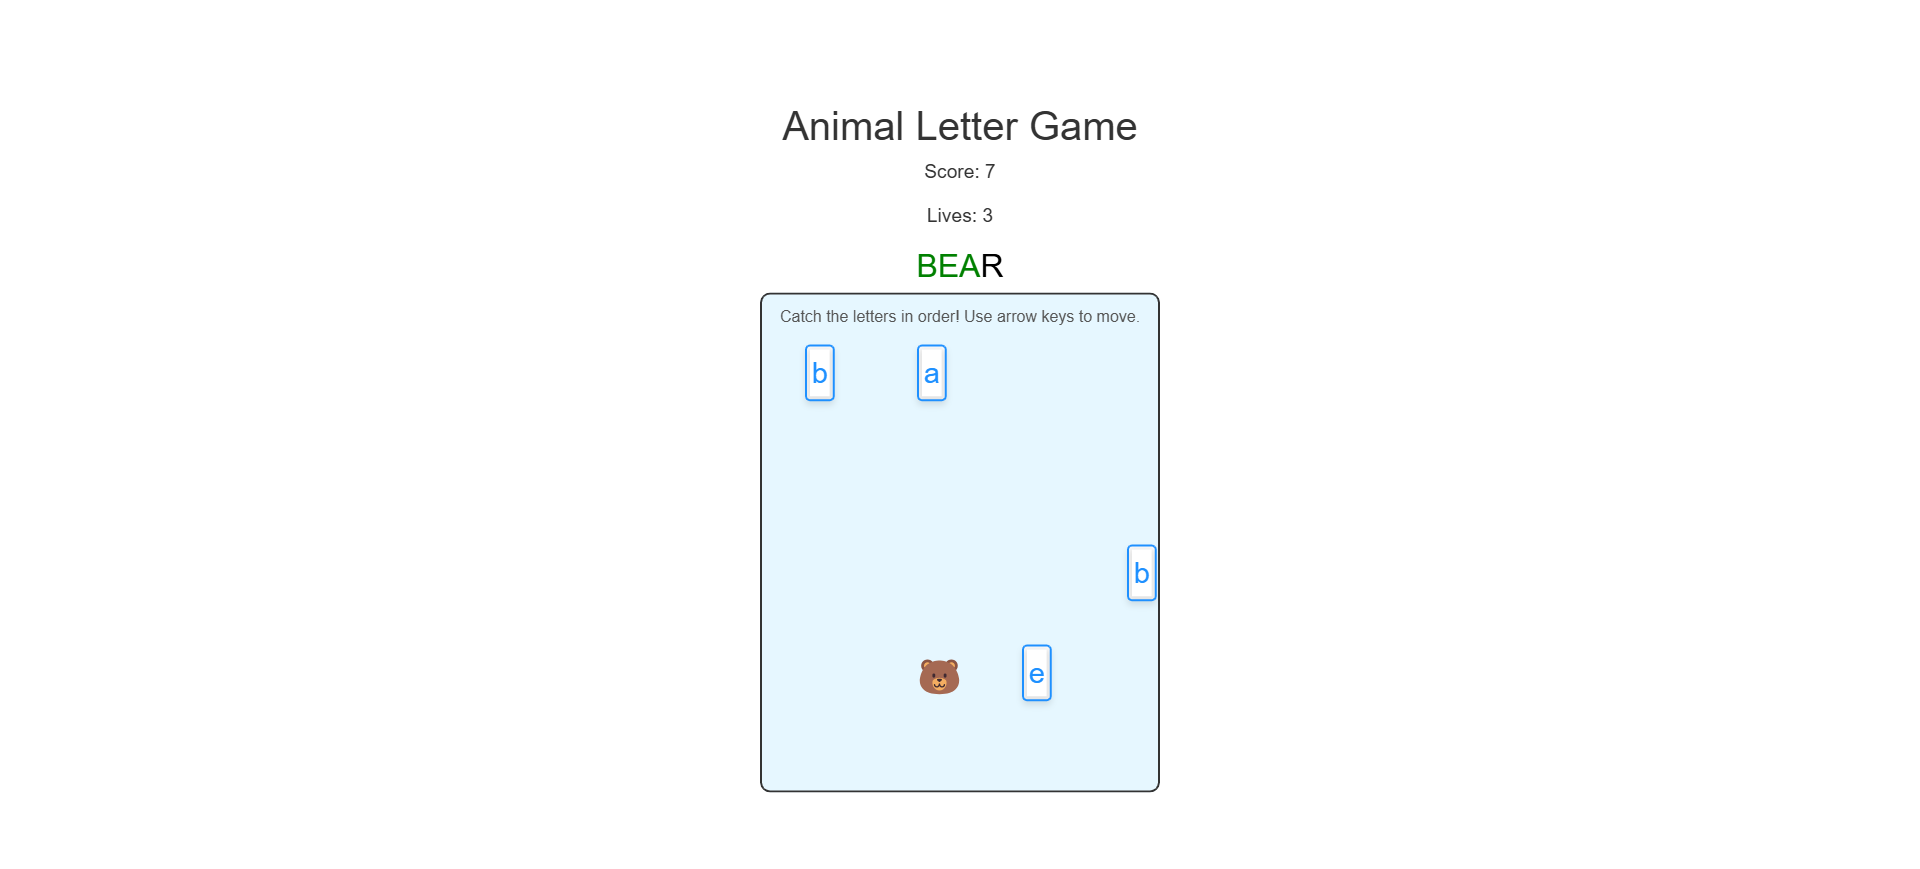 Animal Letter Game
Score: 7
Lives: 3
BEAR
Catch the letters in order! Use arrow keys to move.
b a
b
e